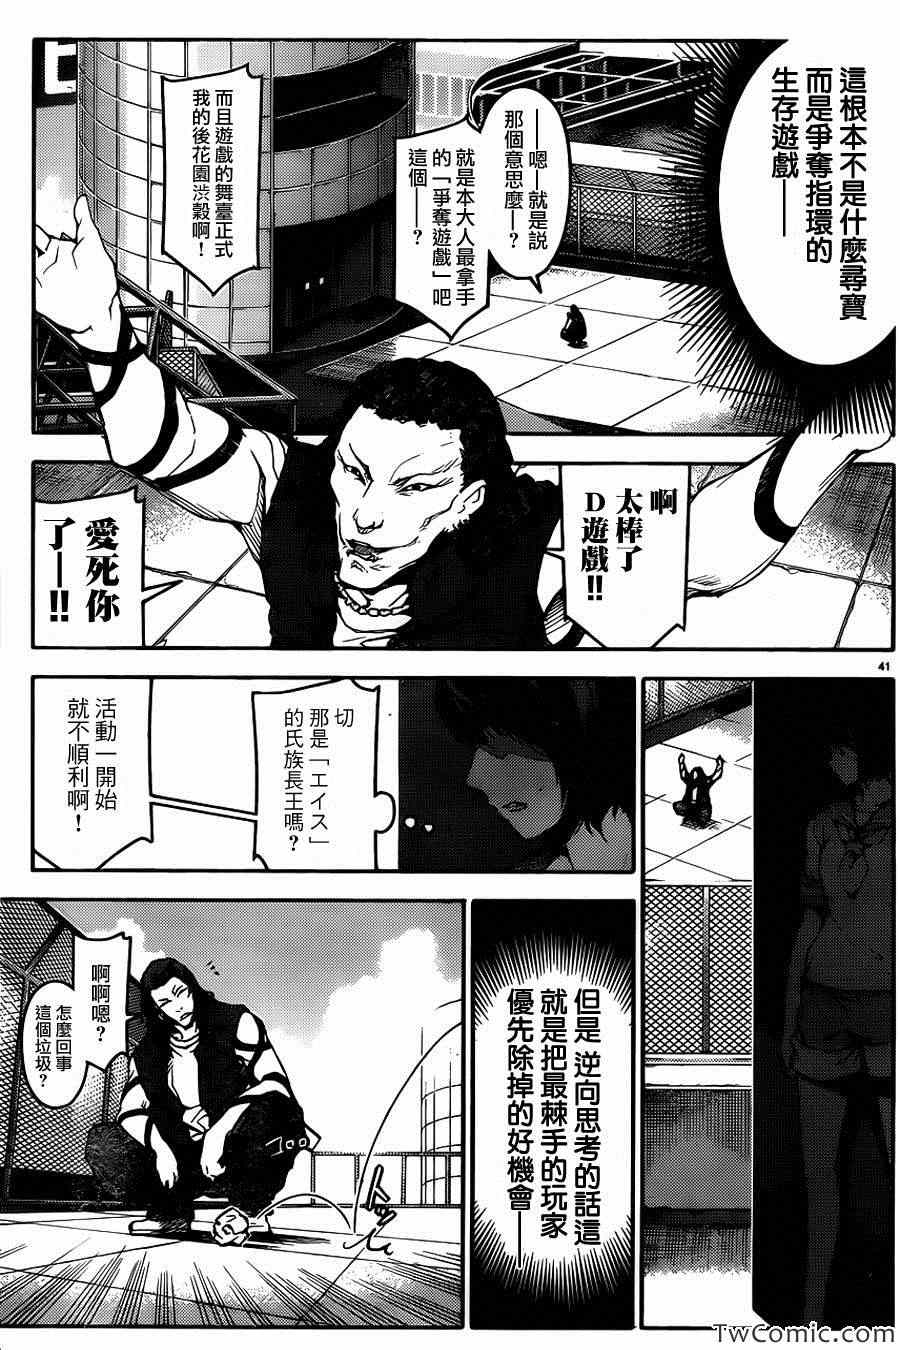 這根本不是什麼尋寶
而是爭奪指環的
生存遊戲——
——嗯—就是說
那個意思麼—?
就是本大人最拿手
的「爭奪遊戲」吧
這個——?
而且遊戲的舞臺正式
我的後花園渋穀啊!
啊
太棒了
D遊戲!!
愛死你
了—!!
41
切
那是「エイス」
的氏族長王嗎?
活動一開始
就不順利啊!
但是 逆向思考的話這
就是把最棘手的玩家
優先除掉的好機會——
啊啊嗯?
怎麼回事
這個垃圾?
TwComic.com